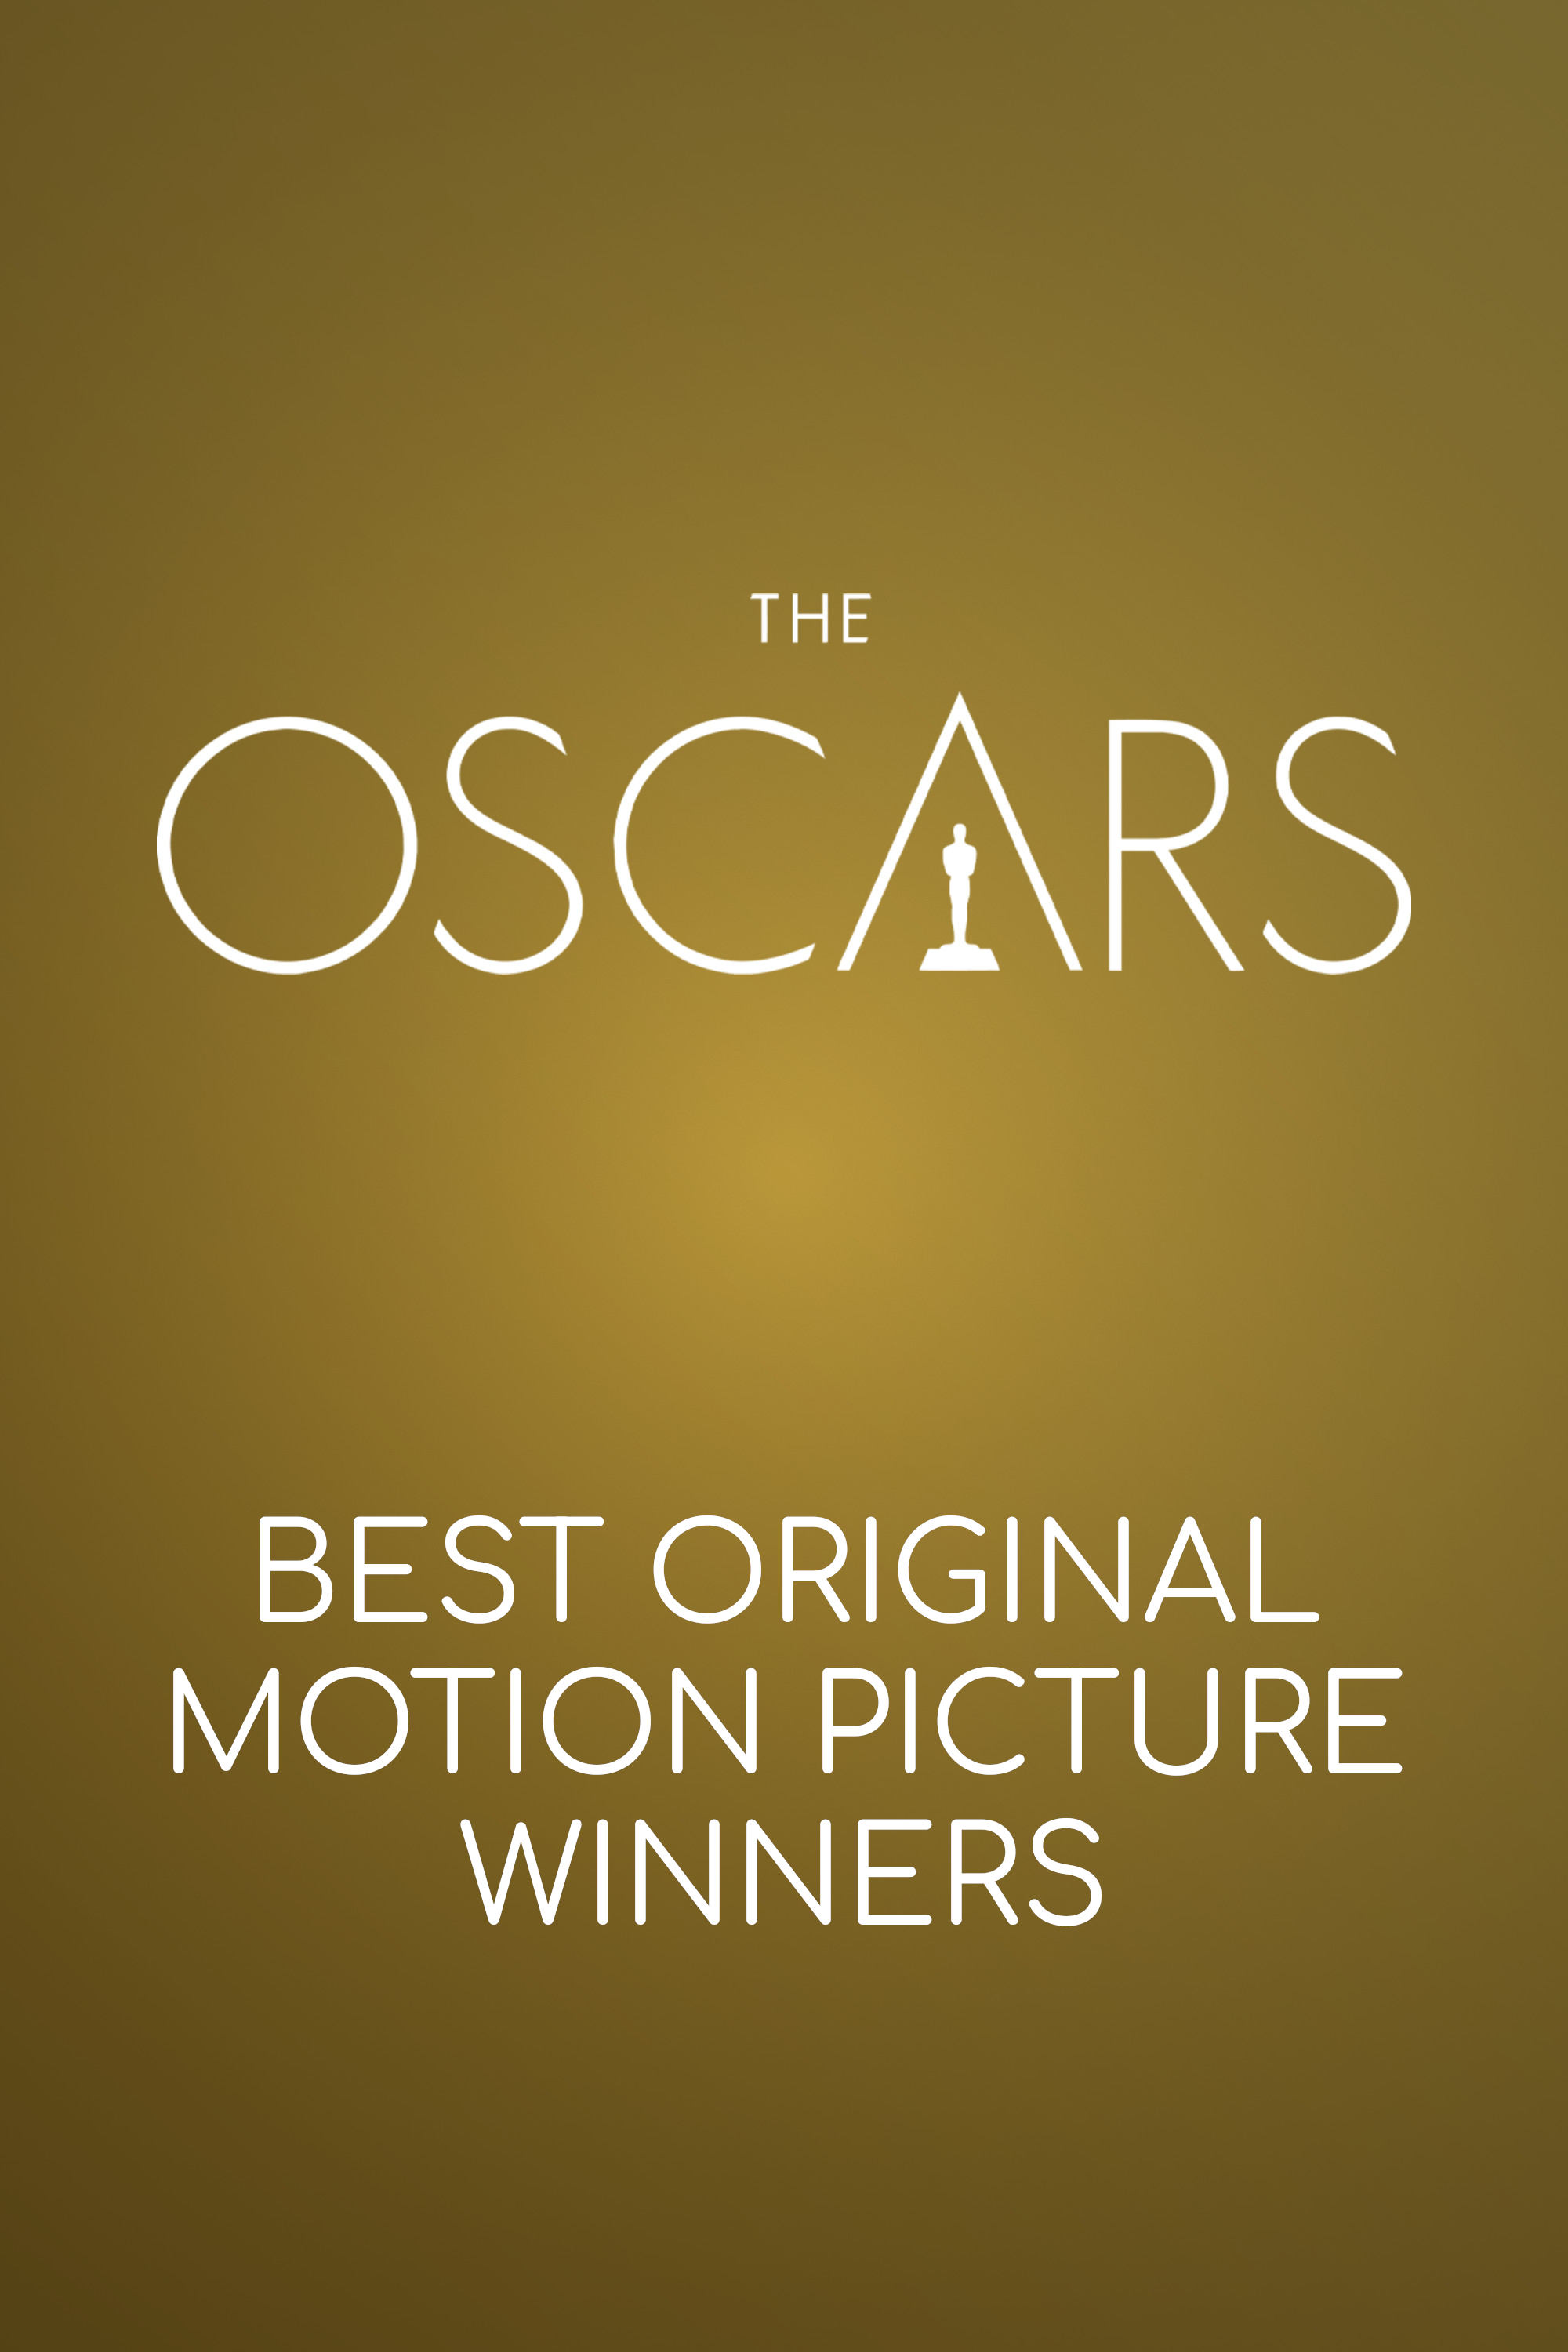 THE
OSCARS
BEST ORIGINAL
MOTION PICTURE
WINNERS